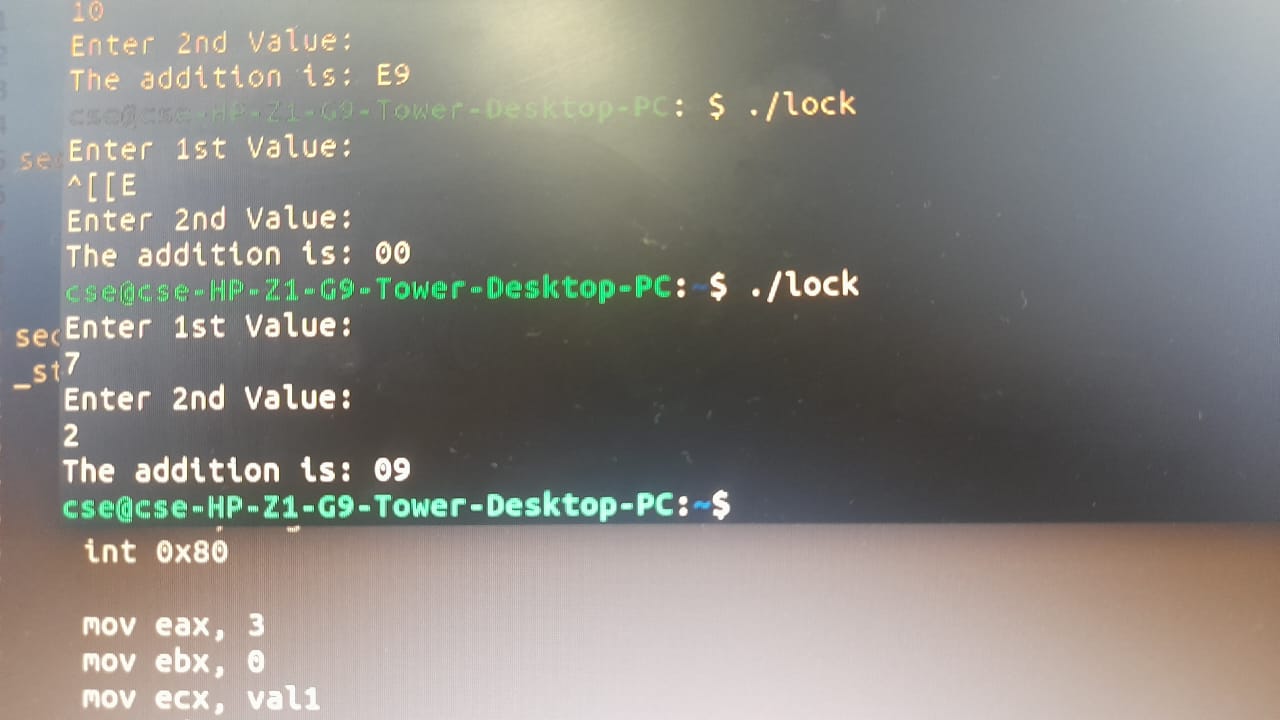 10
Enter 2nd Value:
The addition is: E9
cse@cse-HP-Z1-G9-Tower-Desktop-PC: $ ./lock
Enter 1st Value:
^[[E
Enter 2nd Value:
The addition is: 00
cse@cse-HP-Z1-G9-Tower-Desktop-PC:~$ ./lock
Enter 1st Value:
7
Enter 2nd Value:
2
The addition is: 09
cse@cse-HP-Z1-G9-Tower-Desktop-PC:~$
int 0x80
mov eax, 3
mov ebx, 0
mov ecx, val1